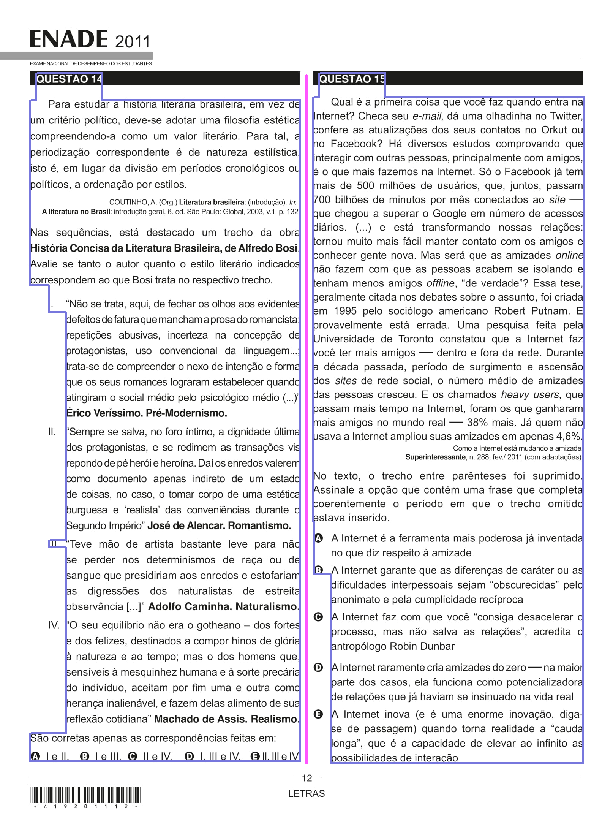 ENADE 2011
EXAME NACIONAL DE DESEMPENHO DOS ESTUDANTES
QUESTÃO 14
Para estudar a história literária brasileira, em vez de
um critério político, deve-se adotar uma filosofia estética
compreendendo-a como um valor literário. Para tal, a
periodização correspondente é de natureza estilística,
isto é, em lugar da divisão em períodos cronológicos ou
políticos, a ordenação por estilos.
COUTINHO, A. (Org.) Literatura brasileira: (introdução). In:
A literatura no Brasil: introdução geral. 6. ed. São Paulo: Global, 2003, v.I. p. 132.
Nas sequências, está destacado um trecho da obra
História Concisa da Literatura Brasileira, de Alfredo Bosi.
Avalie se tanto o autor quanto o estilo literário indicados
correspondem ao que Bosi trata no respectivo trecho.
I. "Não se trata, aqui, de fechar os olhos aos evidentes
defeitos de fatura que mancham a prosa do romancista:
repetições abusivas, incerteza na concepção de
protagonistas, uso convencional da linguagem...;
trata-se de compreender o nexo de intenção e forma
que os seus romances lograram estabelecer quando
atingiram o social médio pelo psicológico médio (...)"
Érico Veríssimo. Pré-Modernismo.
II. "Sempre se salva, no foro íntimo, a dignidade última
dos protagonistas, e se redimem as transações vis
repondo de pé herói e heroína. Daí os enredos valerem
como documento apenas indireto de um estado
de coisas, no caso, o tomar corpo de uma estética
burguesa e 'realista' das conveniências durante o
Segundo Império" José de Alencar. Romantismo.
III. "Teve mão de artista bastante leve para não
se perder nos determinismos de raça ou de
sangue que presidiriam aos enredos e estofariam
as digressões dos naturalistas de estreita
observância [...]" Adolfo Caminha. Naturalismo.
IV. "O seu equilíbrio não era o gotheano – dos fortes
e dos felizes, destinados a compor hinos de glória
à natureza e ao tempo; mas o dos homens que,
sensíveis à mesquinhez humana e à sorte precária
do indivíduo, aceitam por fim uma e outra como
herança inalienável, e fazem delas alimento de sua
reflexão cotidiana" Machado de Assis. Realismo.
São corretas apenas as correspondências feitas em:
A I e II. B I e III. C II e IV. D I, III e IV. E II, III e IV
QUESTÃO 15
Qual é a primeira coisa que você faz quando entra na
Internet? Checa seu e-mail, dá uma olhadinha no Twitter,
confere as atualizações dos seus contatos no Orkut ou
no Facebook? Há diversos estudos comprovando que
interagir com outras pessoas, principalmente com amigos,
é o que mais fazemos na Internet. Só o Facebook já tem
mais de 500 milhões de usuários, que, juntos, passam
700 bilhões de minutos por mês conectados ao site —
que chegou a superar o Google em número de acessos
diários. (...) e está transformando nossas relações:
tornou muito mais fácil manter contato com os amigos e
conhecer gente nova. Mas será que as amizades online
não fazem com que as pessoas acabem se isolando e
tenham menos amigos offline, "de verdade"? Essa tese,
geralmente citada nos debates sobre o assunto, foi criada
em 1995 pelo sociólogo americano Robert Putnam. E
provavelmente está errada. Uma pesquisa feita pela
Universidade de Toronto constatou que a Internet faz
você ter mais amigos — dentro e fora da rede. Durante
a década passada, período de surgimento e ascensão
dos sites de rede social, o número médio de amizades
das pessoas cresceu. E os chamados heavy users, que
passam mais tempo na Internet, foram os que ganharam
mais amigos no mundo real — 38% mais. Já quem não
usava a Internet ampliou suas amizades em apenas 4,6%.
Como a Internet está mudando a amizade.
Superinteressante, n. 288, fev./ 2011 (com adaptações)
No texto, o trecho entre parênteses foi suprimido.
Assinale a opção que contém uma frase que completa
coerentemente o período em que o trecho omitido
estava inserido.
A A Internet é a ferramenta mais poderosa já inventada
no que diz respeito à amizade
B A Internet garante que as diferenças de caráter ou as
dificuldades interpessoais sejam "obscurecidas" pelo
anonimato e pela cumplicidade recíproca
C A Internet faz com que você "consiga desacelerar o
processo, mas não salva as relações", acredita o
antropólogo Robin Dunbar
D A Internet raramente cria amizades do zero — na maior
parte dos casos, ela funciona como potencializadora
de relações que já haviam se insinuado na vida real
E A Internet inova (e é uma enorme inovação, diga-
se de passagem) quando torna realidade a "cauda
longa", que é a capacidade de elevar ao infinito as
possibilidades de interação
12
LETRAS
*A1920111 2*